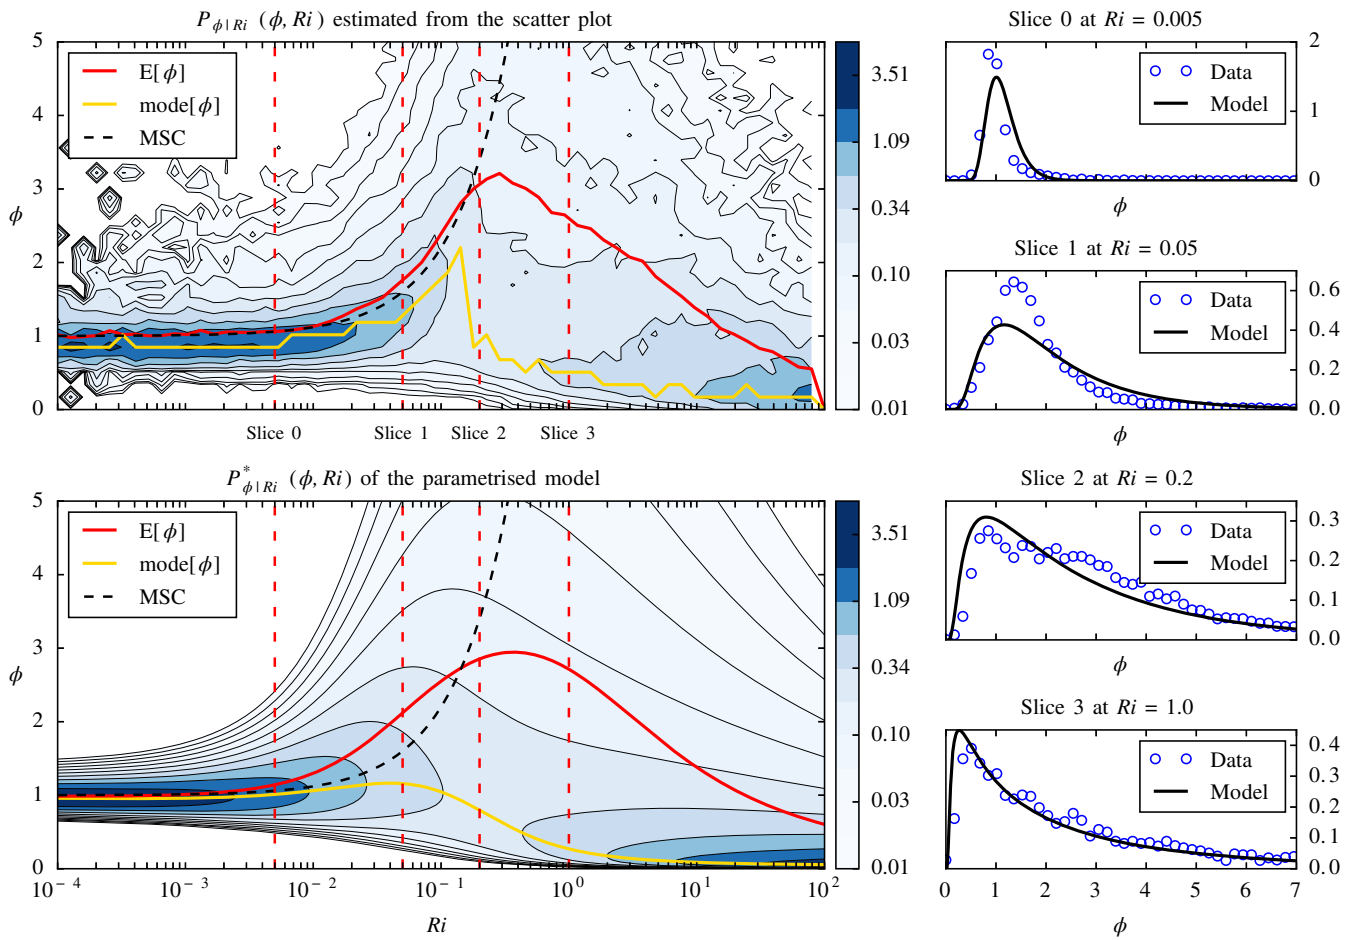 P_{ϕ|Ri} (ϕ, Ri) estimated from the scatter plot
5
4
3
2
1
0
ϕ
E[ϕ]
mode[ϕ]
MSC
Slice 0
Slice 1
Slice 2
Slice 3
3.51
1.09
0.34
0.10
0.03
0.01
P*_{ϕ|Ri} (ϕ, Ri) of the parametrised model
5
4
3
2
1
0
ϕ
E[ϕ]
mode[ϕ]
MSC
10^{−4}
10^{−3}
10^{−2}
10^{−1}
10^{0}
10^{1}
10^{2}
Ri
3.51
1.09
0.34
0.10
0.03
0.01
Slice 0 at Ri = 0.005
Data
Model
2
1
0
ϕ
Slice 1 at Ri = 0.05
Data
Model
0.6
0.4
0.2
0.0
ϕ
Slice 2 at Ri = 0.2
Data
Model
0.3
0.2
0.1
0.0
ϕ
Slice 3 at Ri = 1.0
Data
Model
0.4
0.3
0.2
0.1
0.0
0 1 2 3 4 5 6 7
ϕ